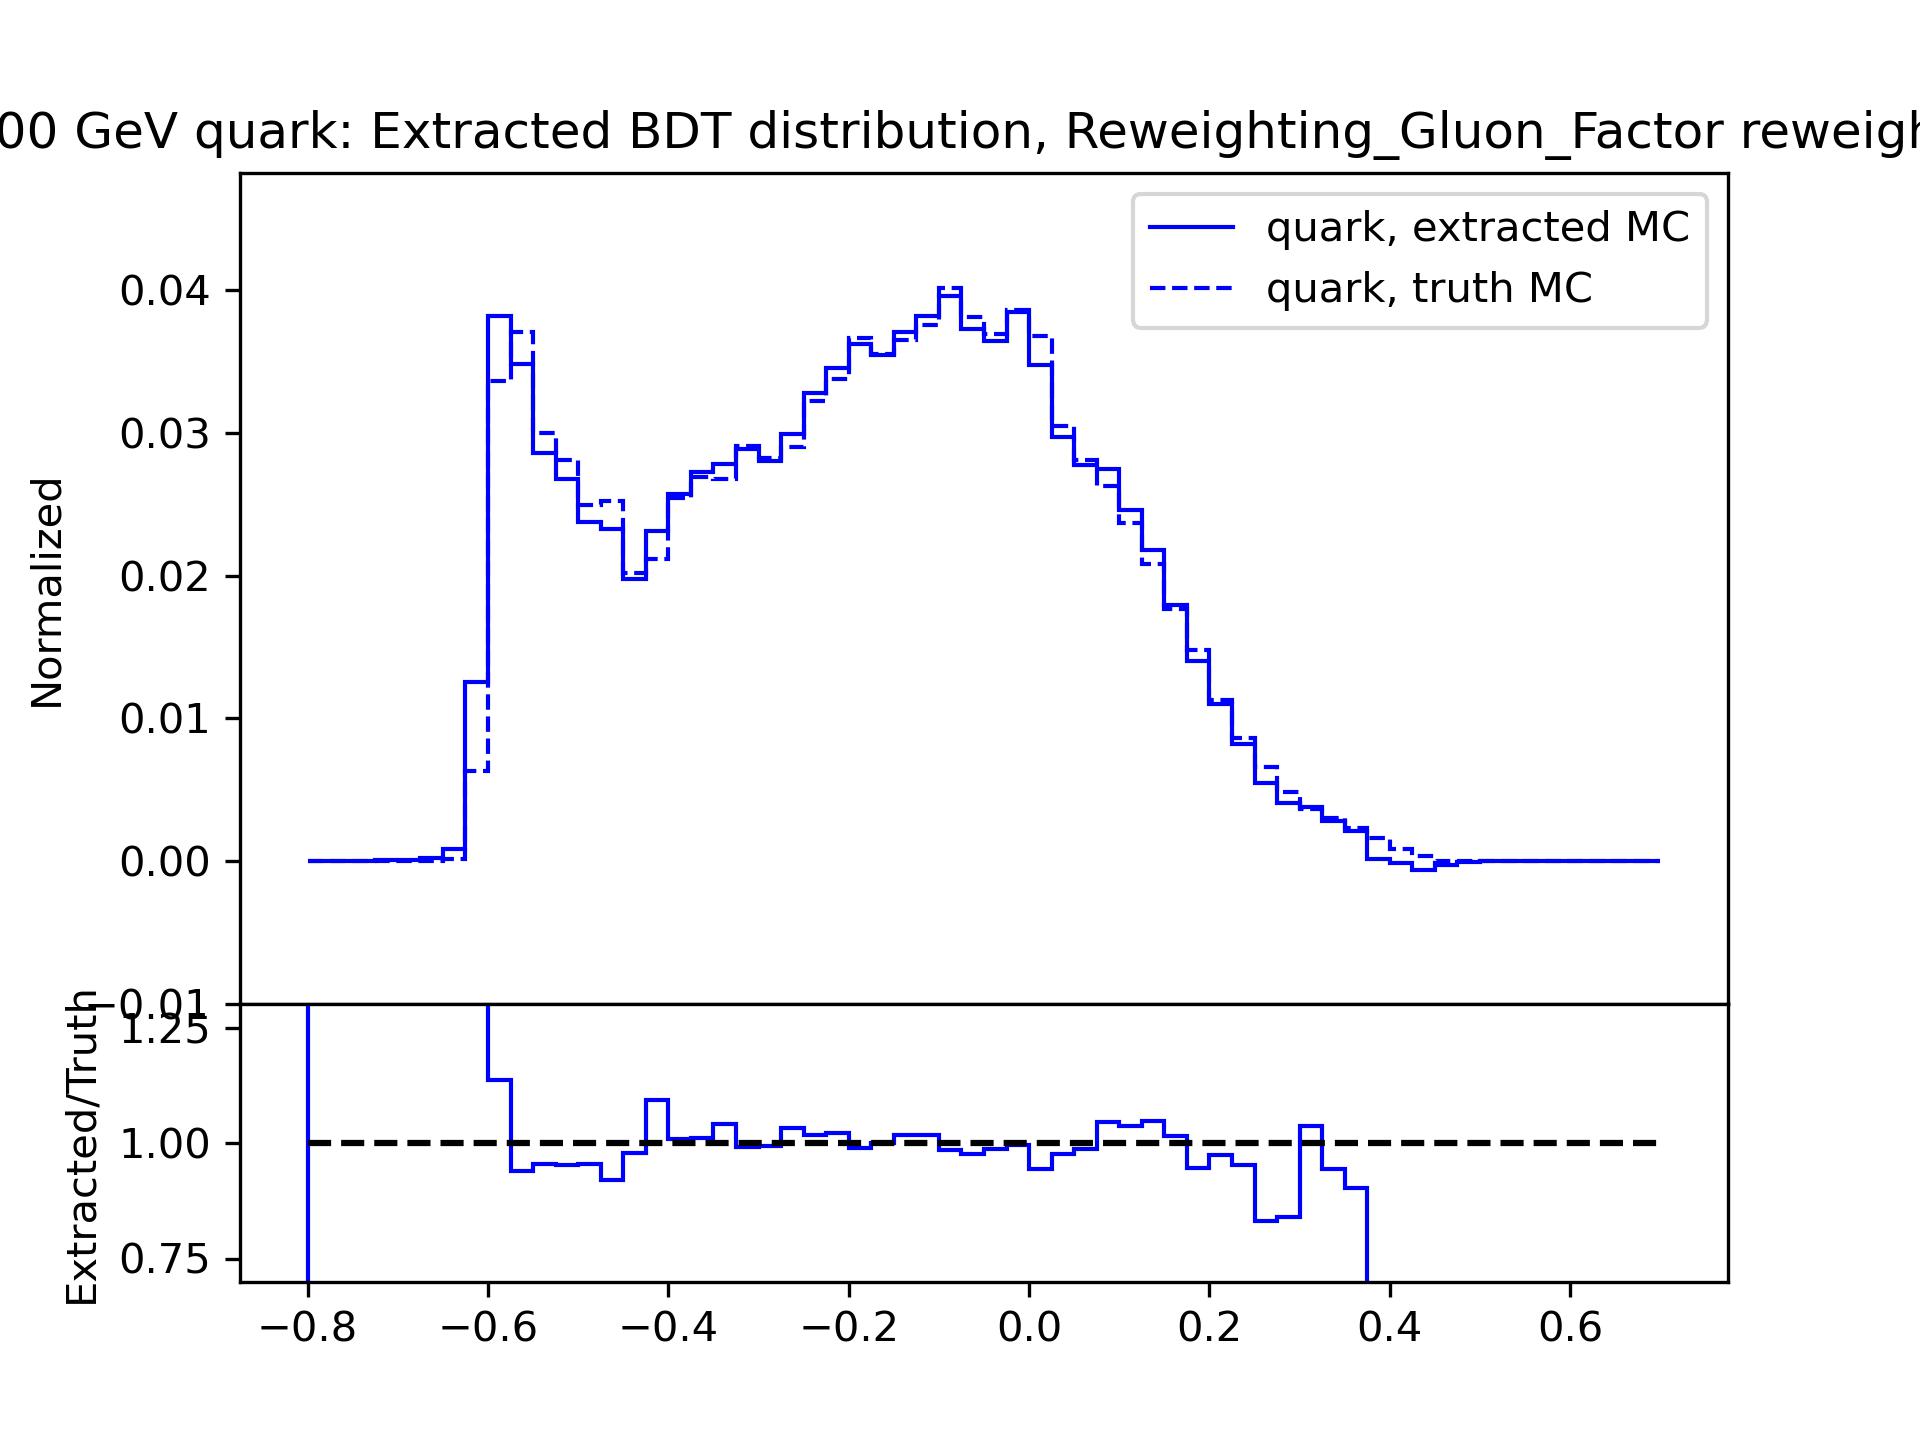 00 GeV quark: Extracted BDT distribution, Reweighting_Gluon_Factor reweigh
quark, extracted MC
quark, truth MC
Normalized
0.04
0.03
0.02
0.01
0.00
−0.01
Extracted/Truth
1.25
1.00
0.75
−0.8 −0.6 −0.4 −0.2 0.0 0.2 0.4 0.6